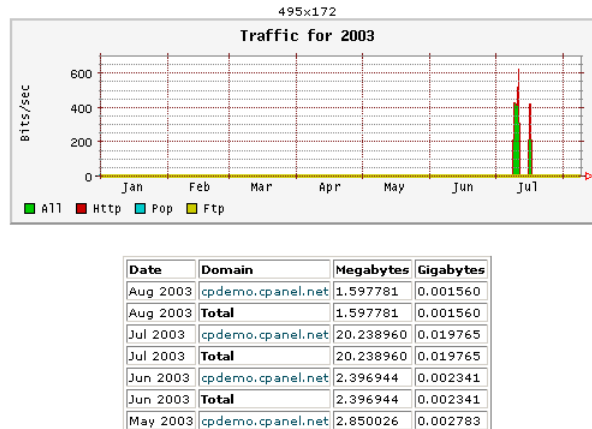 495×172
Traffic for 2003
Bits/sec
600
400
200
0
Jan Feb Mar Apr May Jun Jul
All Http Pop Ftp
Date Domain Megabytes Gigabytes
Aug 2003 cpdemo.cpanel.net 1.597781 0.001560
Aug 2003 Total 1.597781 0.001560
Jul 2003 cpdemo.cpanel.net 20.238960 0.019765
Jul 2003 Total 20.238960 0.019765
Jun 2003 cpdemo.cpanel.net 2.396944 0.002341
Jun 2003 Total 2.396944 0.002341
May 2003 cpdemo.cpanel.net 2.850026 0.002783